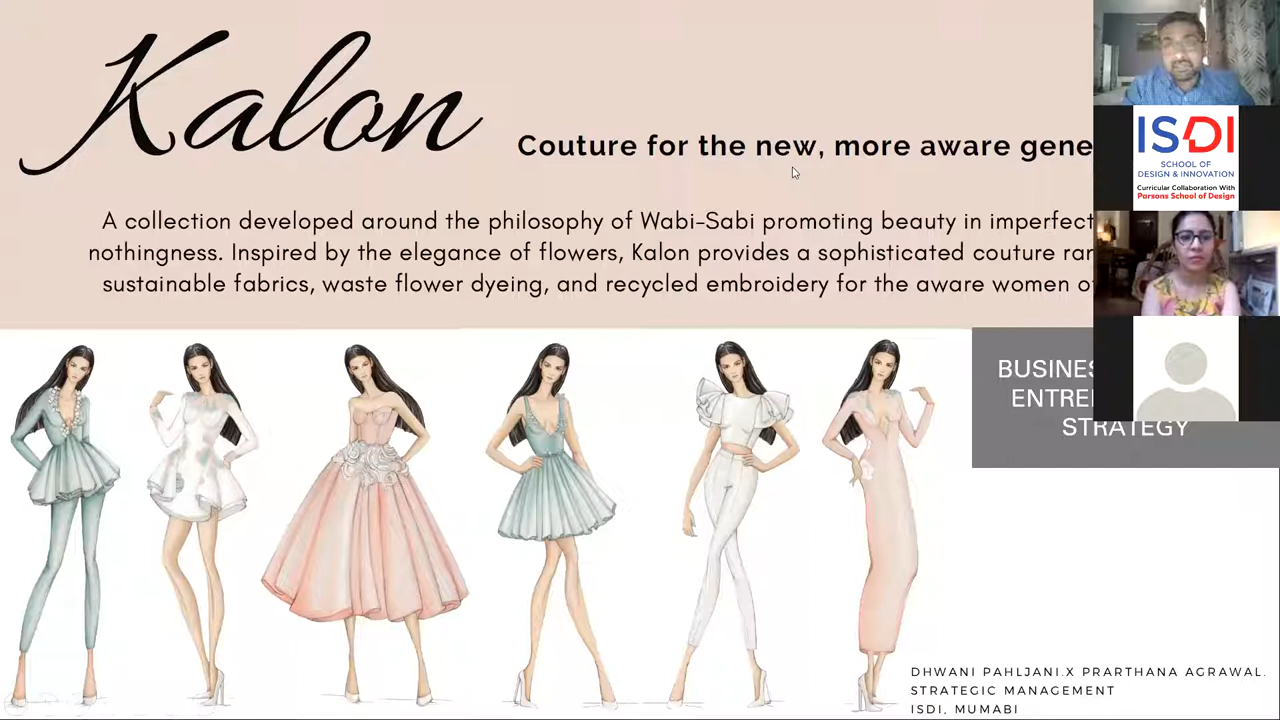 Kalon
Couture for the new, more aware gene
A collection developed around the philosophy of Wabi-Sabi promoting beauty in imperfect
nothingness. Inspired by the elegance of flowers, Kalon provides a sophisticated couture ran
sustainable fabrics, waste flower dyeing, and recycled embroidery for the aware women o
ISDI
SCHOOL OF
DESIGN & INNOVATION
Curricular Collaboration With
Parsons School of Design
BUSINES
ENTRE
STRATEGY
DHWANI PAHLJANI.X PRARTHANA AGRAWAL.
STRATEGIC MANAGEMENT
ISDI, MUMABI